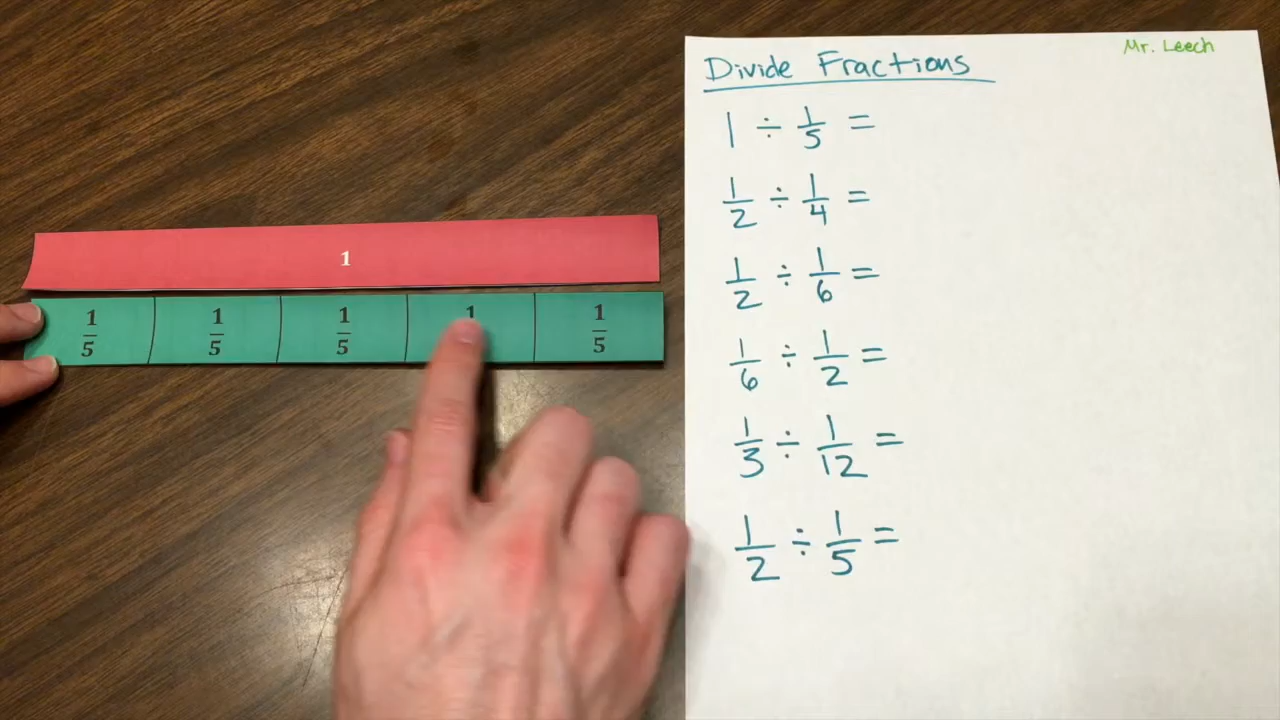 1
1/5 1/5 1/5 1 1/5
Divide Fractions
Mr. Leech
1 ÷ 1/5 =
1/2 ÷ 1/4 =
1/2 ÷ 1/6 =
1/6 ÷ 1/2 =
1/3 ÷ 1/12 =
1/2 ÷ 1/5 =